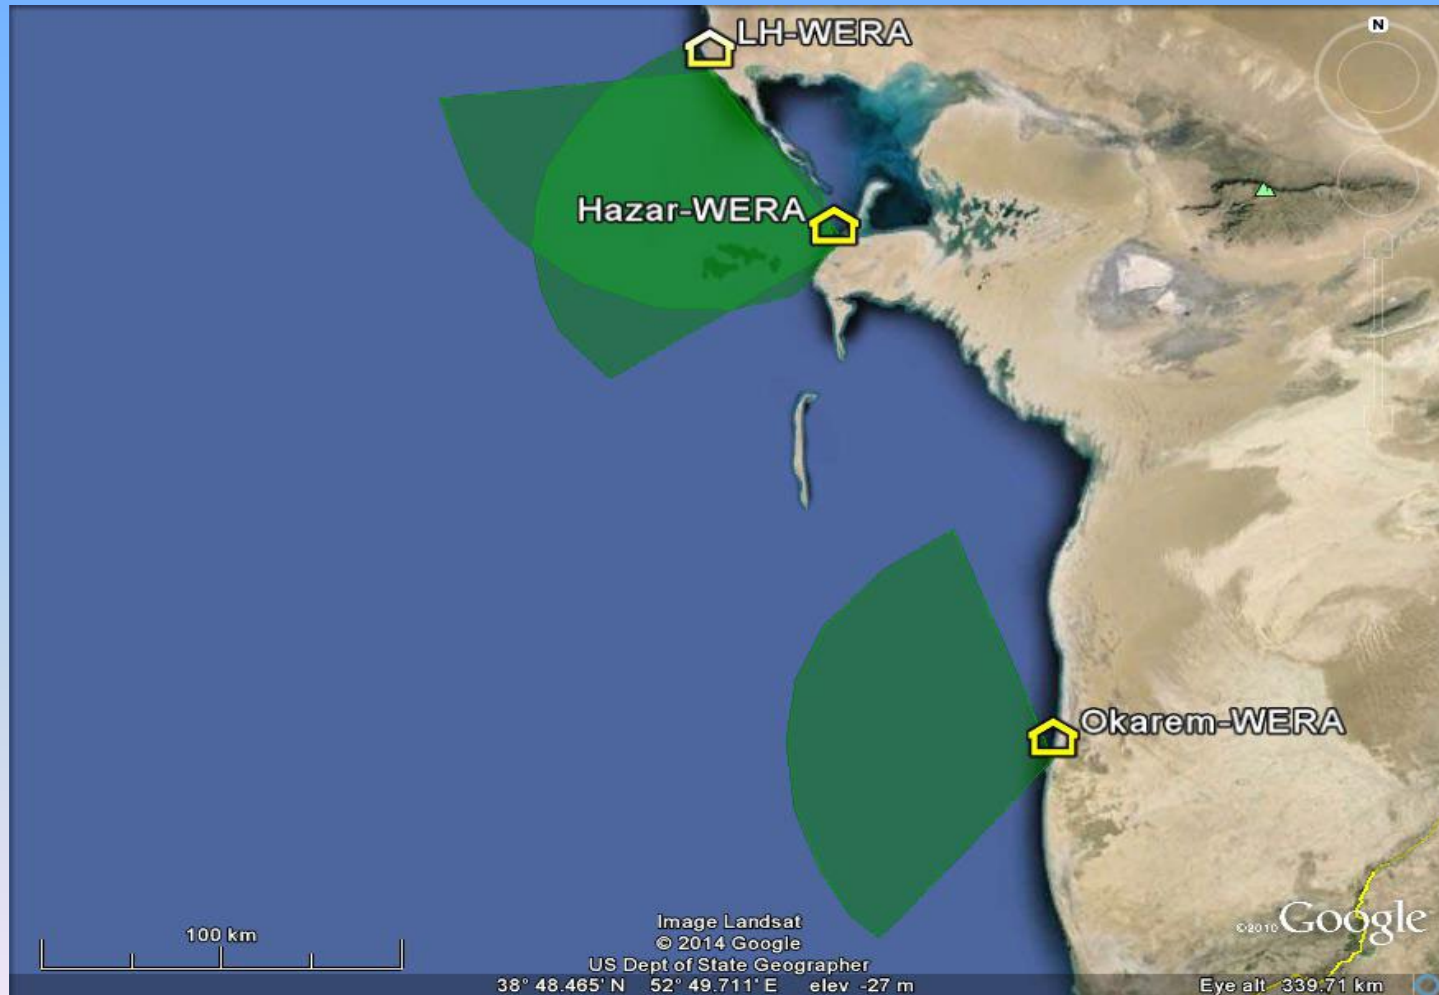 N
LH-WERA
Hazar-WERA
Okarem-WERA
100 km
Image Landsat
© 2014 Google
US Dept of State Geographer
©2010 Google
38° 48.465' N 52° 49.711' E elev -27 m
Eye alt 339.71 km